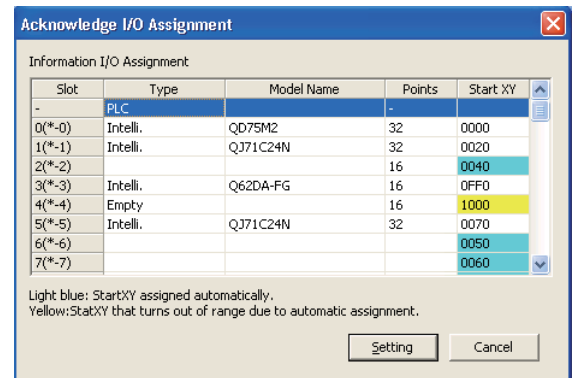 Acknowledge I/O Assignment
Information I/O Assignment
Slot Type Model Name Points Start XY
- PLC -
0(*-0) Intelli. QD75M2 32 0000
1(*-1) Intelli. QJ71C24N 32 0020
2(*-2) 16 0040
3(*-3) Intelli. Q62DA-FG 16 0FF0
4(*-4) Empty 16 1000
5(*-5) Intelli. QJ71C24N 32 0070
6(*-6) 0050
7(*-7) 0060
Light blue: StartXY assigned automatically.
Yellow:StatXY that turns out of range due to automatic assignment.
Setting Cancel